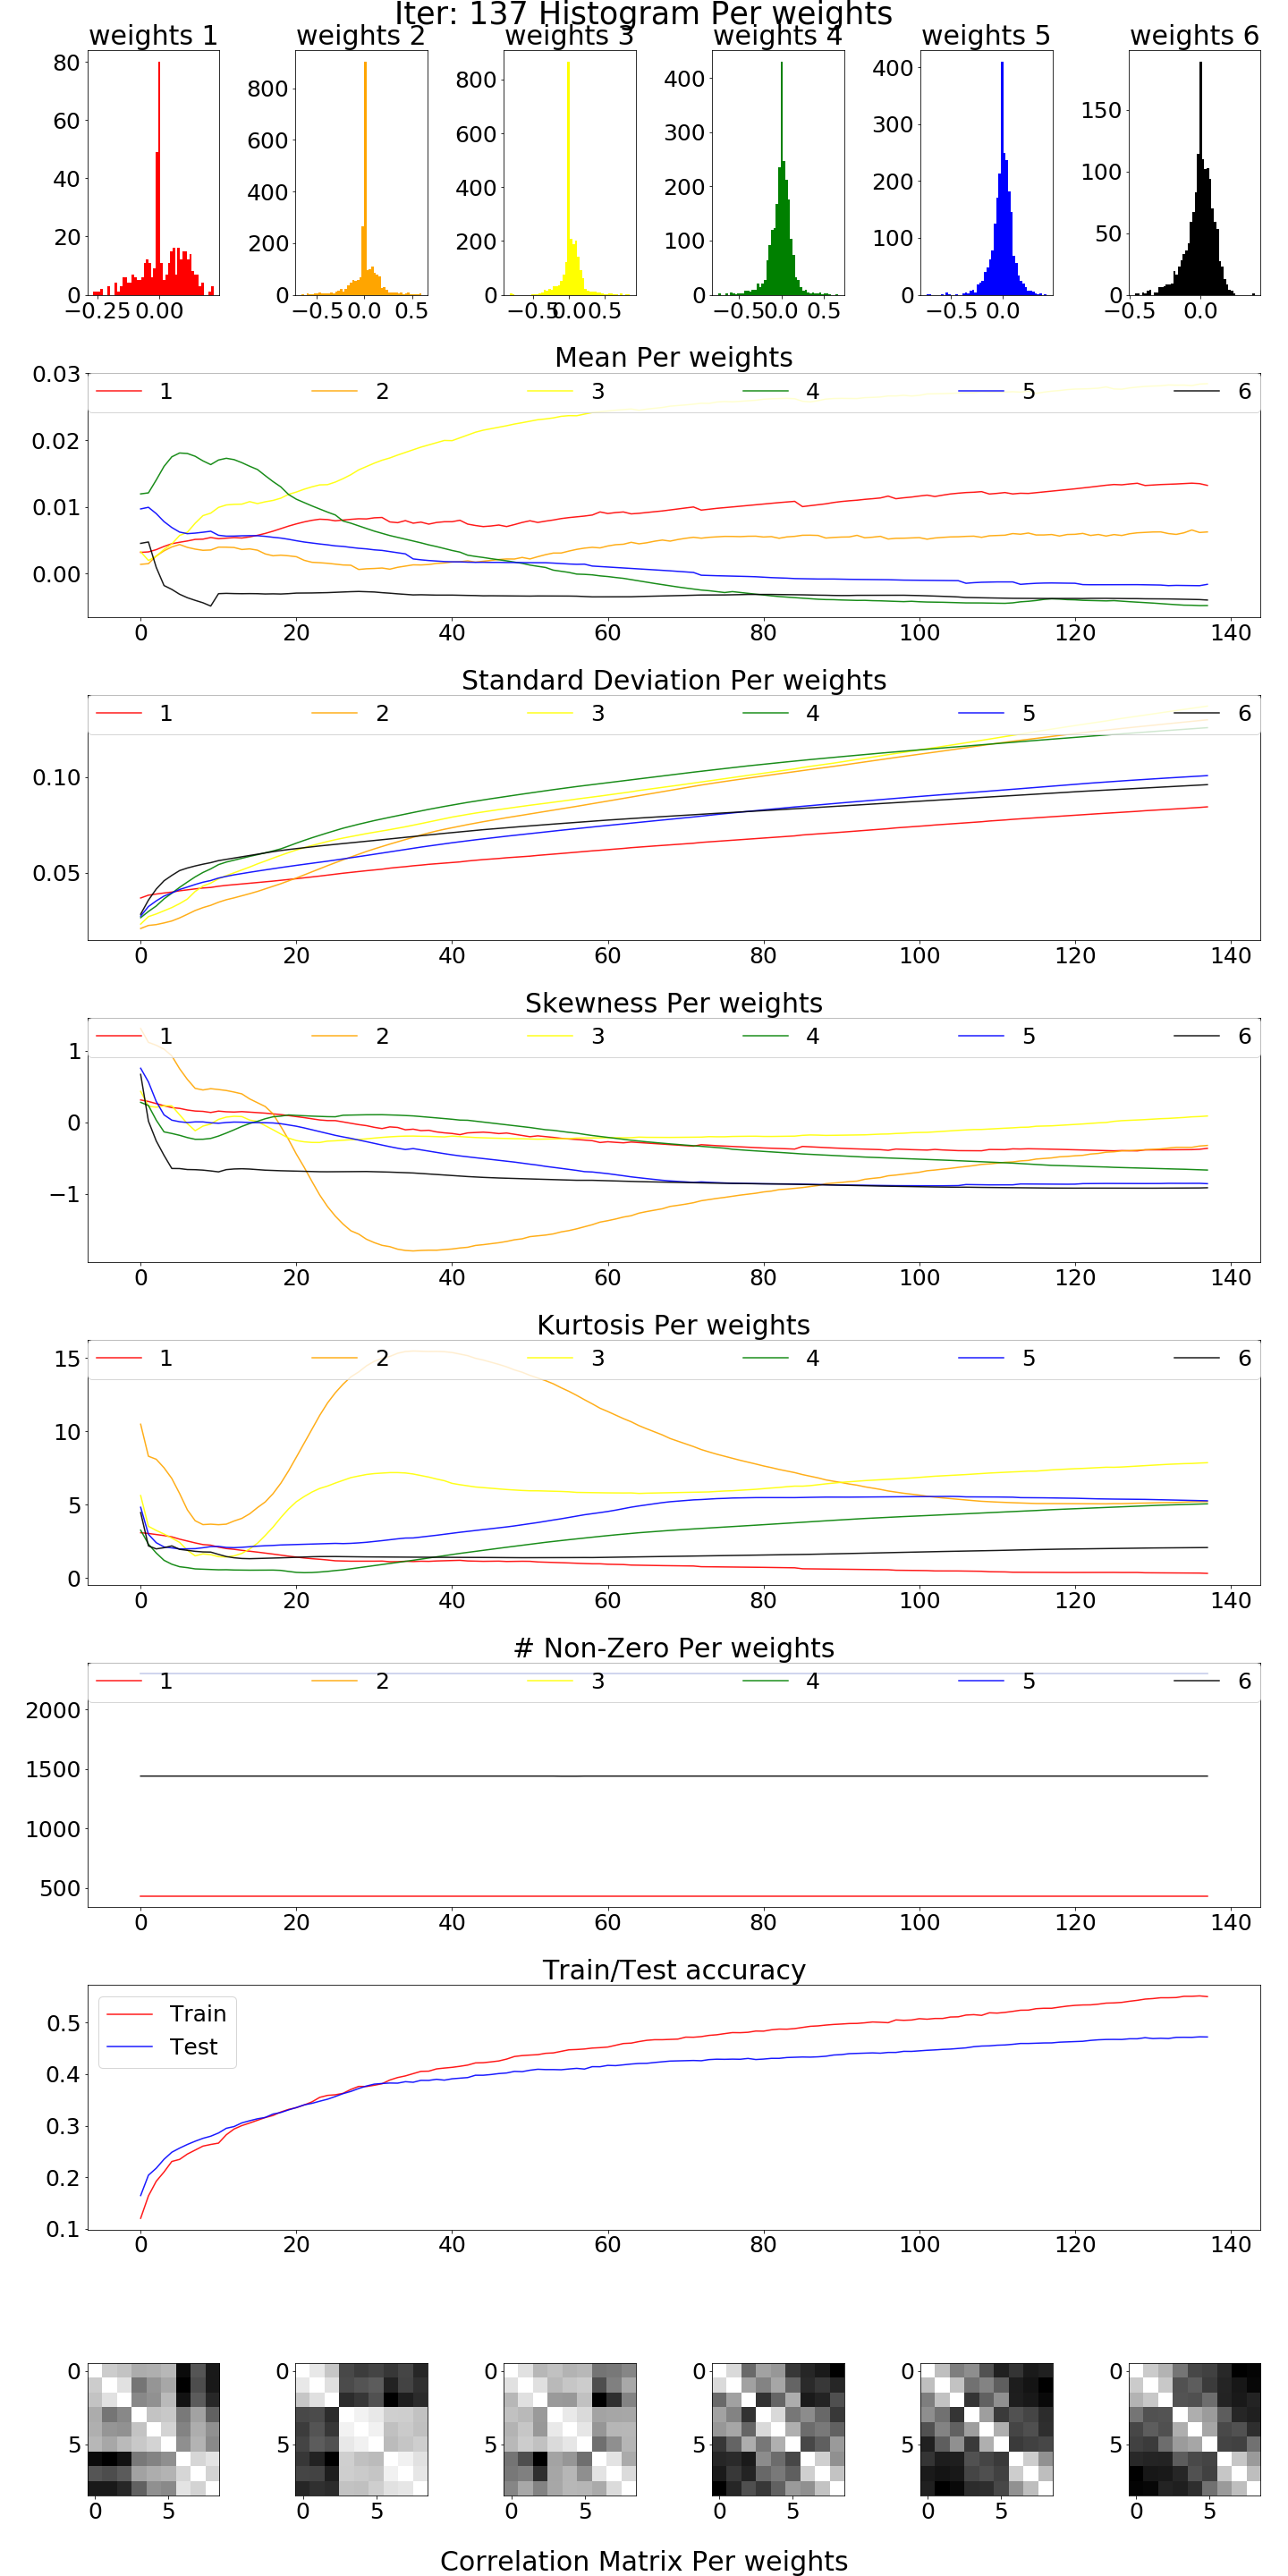 Iter: 137 Histogram Per weights
weights 1 weights 2 weights 3 weights 4 weights 5 weights 6
80
60
40
20
0
−0.25 0.00
800
600
400
200
0
−0.5 0.0 0.5
800
600
400
200
0
−0.5 0.0 0.5
400
300
200
100
0
−0.5 0.0 0.5
400
300
200
100
0
−0.5 0.0
150
100
50
0
−0.5 0.0
Mean Per weights
1 2 3 4 5 6
0.03
0.02
0.01
0.00
0 20 40 60 80 100 120 140
Standard Deviation Per weights
1 2 3 4 5 6
0.10
0.05
0 20 40 60 80 100 120 140
Skewness Per weights
1 2 3 4 5 6
1
0
−1
0 20 40 60 80 100 120 140
Kurtosis Per weights
1 2 3 4 5 6
15
10
5
0
0 20 40 60 80 100 120 140
# Non-Zero Per weights
1 2 3 4 5 6
2000
1500
1000
500
0 20 40 60 80 100 120 140
Train/Test accuracy
Train
Test
0.5
0.4
0.3
0.2
0.1
0 20 40 60 80 100 120 140
0 0 0 0 0 0
5 5 5 5 5 5
0 5 0 5 0 5 0 5 0 5 0 5
Correlation Matrix Per weights